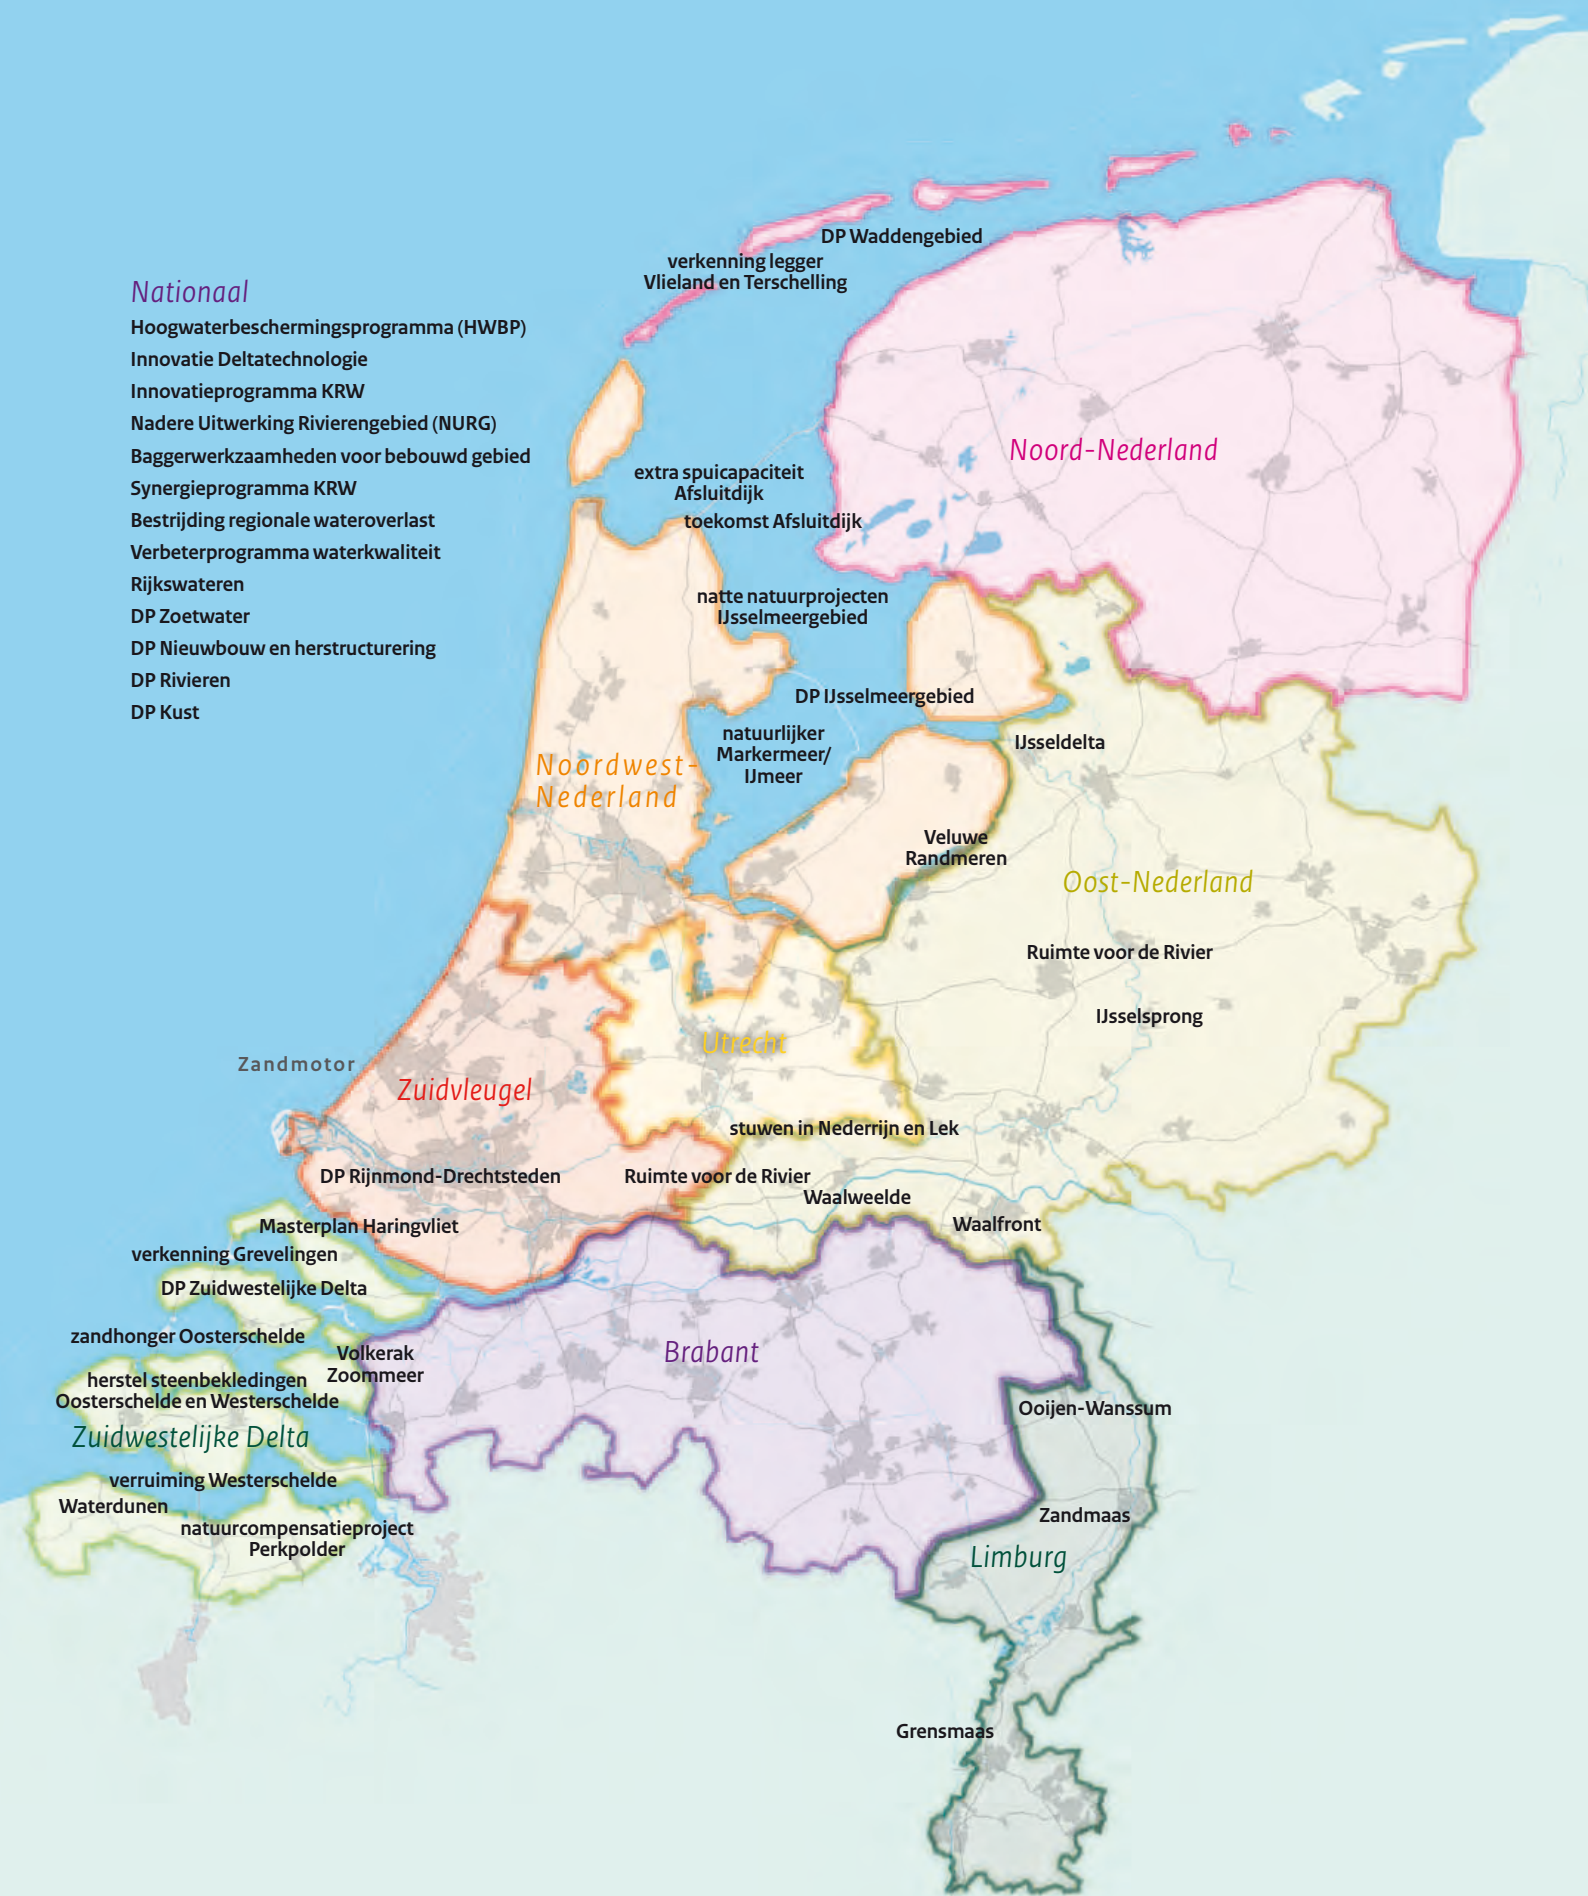 DP Waddengebied
verkenning legger
Vlieland en Terschelling
Nationaal
Hoogwaterbeschermingsprogramma (HWBP)
Innovatie Deltatechnologie
Innovatieprogramma KRW
Nadere Uitwerking Rivierengebied (NURG)
Baggerwerkzaamheden voor bebouwd gebied
Synergieprogramma KRW
Bestrijding regionale wateroverlast
Verbeterprogramma waterkwaliteit
Rijkswateren
DP Zoetwater
DP Nieuwbouw en herstructurering
DP Rivieren
DP Kust
Noord-Nederland
extra spuicapaciteit
Afsluitdijk
toekomst Afsluitdijk
natte natuurprojecten
IJsselmeergebied
DP IJsselmeergebied
natuurlijker
Markermeer/
IJmeer
IJsseldelta
Noordwest-
Nederland
Veluwe
Randmeren
Oost-Nederland
Ruimte voor de Rivier
IJsselsprong
Utrecht
Zandmotor
Zuidvleugel
stuwen in Nederrijn en Lek
DP Rijnmond-Drechtsteden
Ruimte voor de Rivier
Waalweelde
Waalfront
Masterplan Haringvliet
verkenning Grevelingen
DP Zuidwestelijke Delta
zandhonger Oosterschelde
Volkerak
Zoommeer
herstel steenbekledingen
Oosterschelde en Westerschelde
Zuidwestelijke Delta
Brabant
Ooijen-Wanssum
verruiming Westerschelde
Waterdunen
natuurcompensatieproject
Perkpolder
Zandmaas
Limburg
Grensmaas